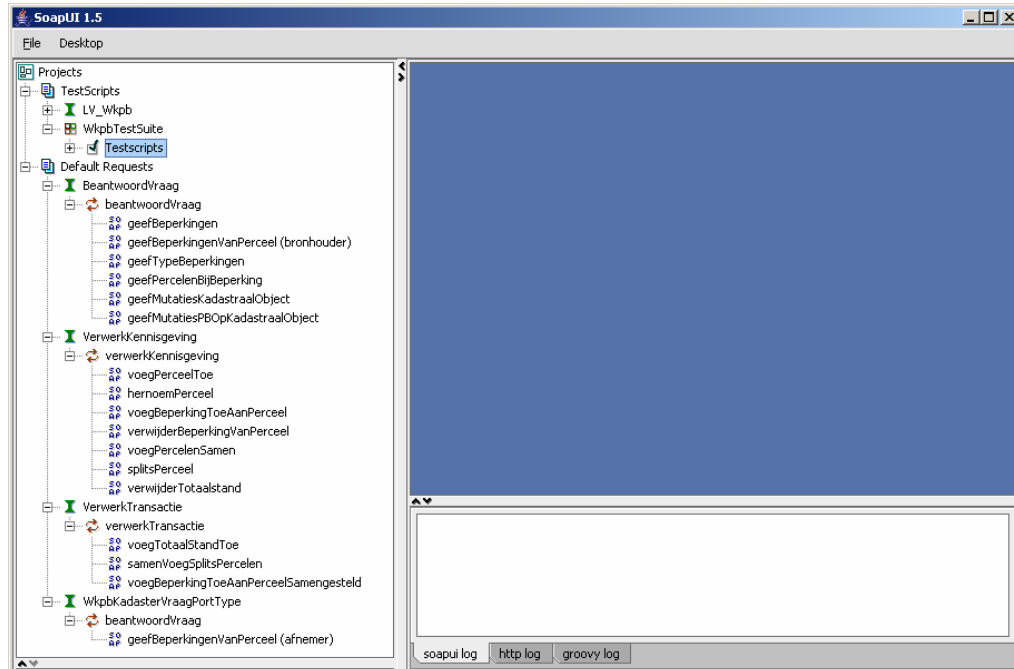 SoapUI 1.5
File Desktop
Projects
TestScripts
LV_Wkpb
WkpbTestSuite
Testscripts
Default Requests
BeantwoordVraag
beantwoordVraag
geefBeperkingen
geefBeperkingenVanPerceel (bronhouder)
geefTypeBeperkingen
geefPercelenBijBeperking
geefMutatiesKadastraalObject
geefMutatiesPBOpKadastraalObject
VerwerkKennisgeving
verwerkKennisgeving
voegPerceelToe
hernoemPerceel
voegBeperkingToeAanPerceel
verwijderBeperkingVanPerceel
voegPercelenSamen
splitsPerceel
verwijderTotaalstand
VerwerkTransactie
verwerkTransactie
voegTotaalStandToe
samenVoegSplitsPercelen
voegBeperkingToeAanPerceelSamengesteld
WkpbKadasterVraagPortType
beantwoordVraag
geefBeperkingenVanPerceel (afnemer)
soapui log http log groovy log